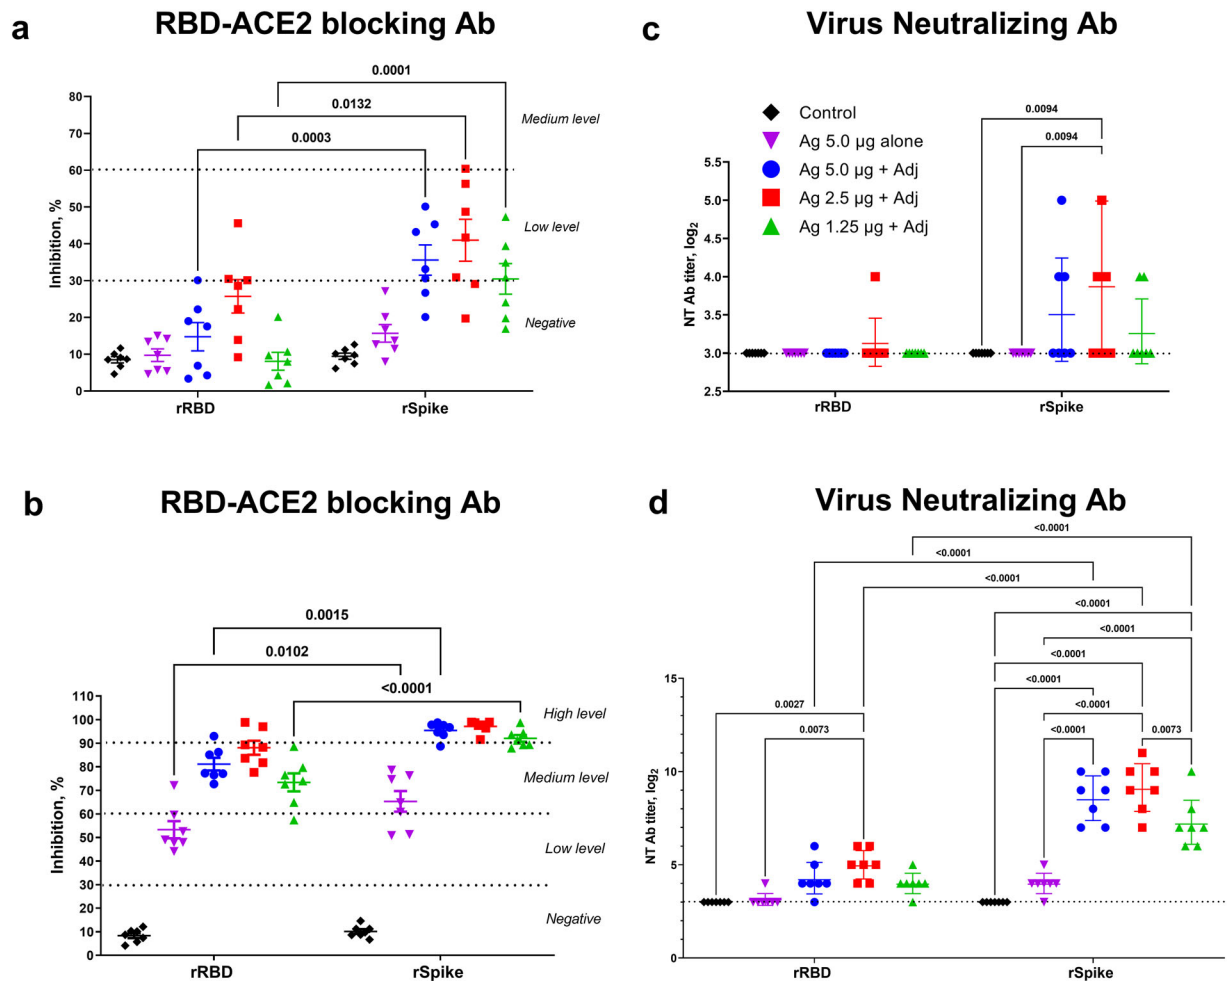 a
RBD-ACE2 blocking Ab
0.0001
0.0132
0.0003
80
70
60
50
40
30
20
10
0
Inhibition, %
Medium level
Low level
Negative
rRBD
rSpike
c
Virus Neutralizing Ab
Control
Ag 5.0 µg alone
Ag 5.0 µg + Adj
Ag 2.5 µg + Adj
Ag 1.25 µg + Adj
0.0094
0.0094
5.5
5.0
4.5
4.0
3.5
3.0
2.5
NT Ab titer, log2
rRBD
rSpike
b
RBD-ACE2 blocking Ab
0.0015
0.0102
<0.0001
110
100
90
80
70
60
50
40
30
20
10
0
Inhibition, %
High level
Medium level
Low level
Negative
rRBD
rSpike
d
Virus Neutralizing Ab
<0.0001
<0.0001
<0.0001
<0.0001
<0.0001
<0.0001
<0.0001
0.0027
<0.0001
0.0073
<0.0001
0.0073
15
10
5
0
NT Ab titer, log2
rRBD
rSpike